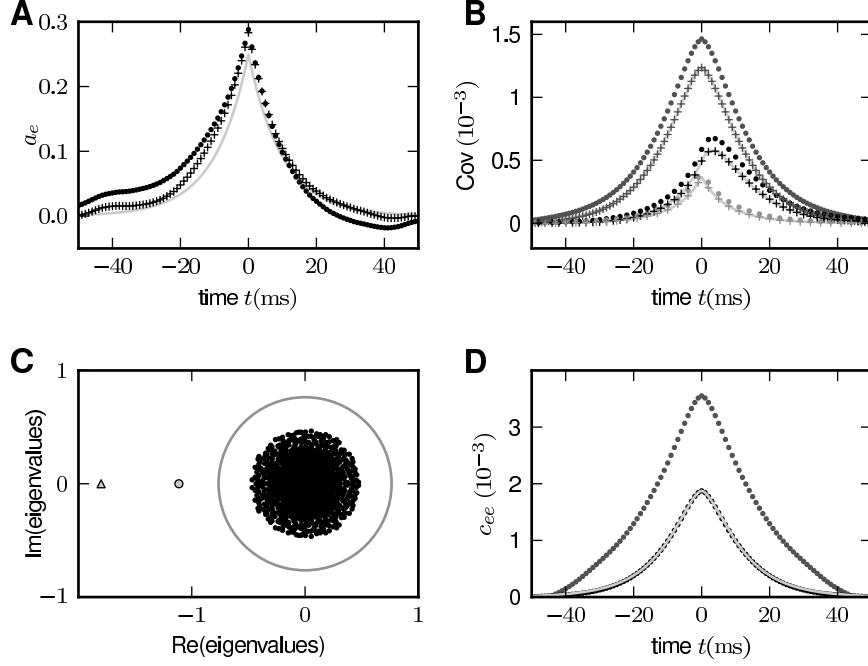 A
0.3
0.2
0.1
0.0
a_e
−40 −20 0 20 40
time t(ms)
B
1.5
1
0.5
0
Cov (10⁻³)
−40 −20 0 20 40
time t(ms)
C
1
0
−1
Im(eigenvalues)
−1 0 1
Re(eigenvalues)
D
3
2
1
0
c_ee (10⁻³)
−40 −20 0 20 40
time t(ms)